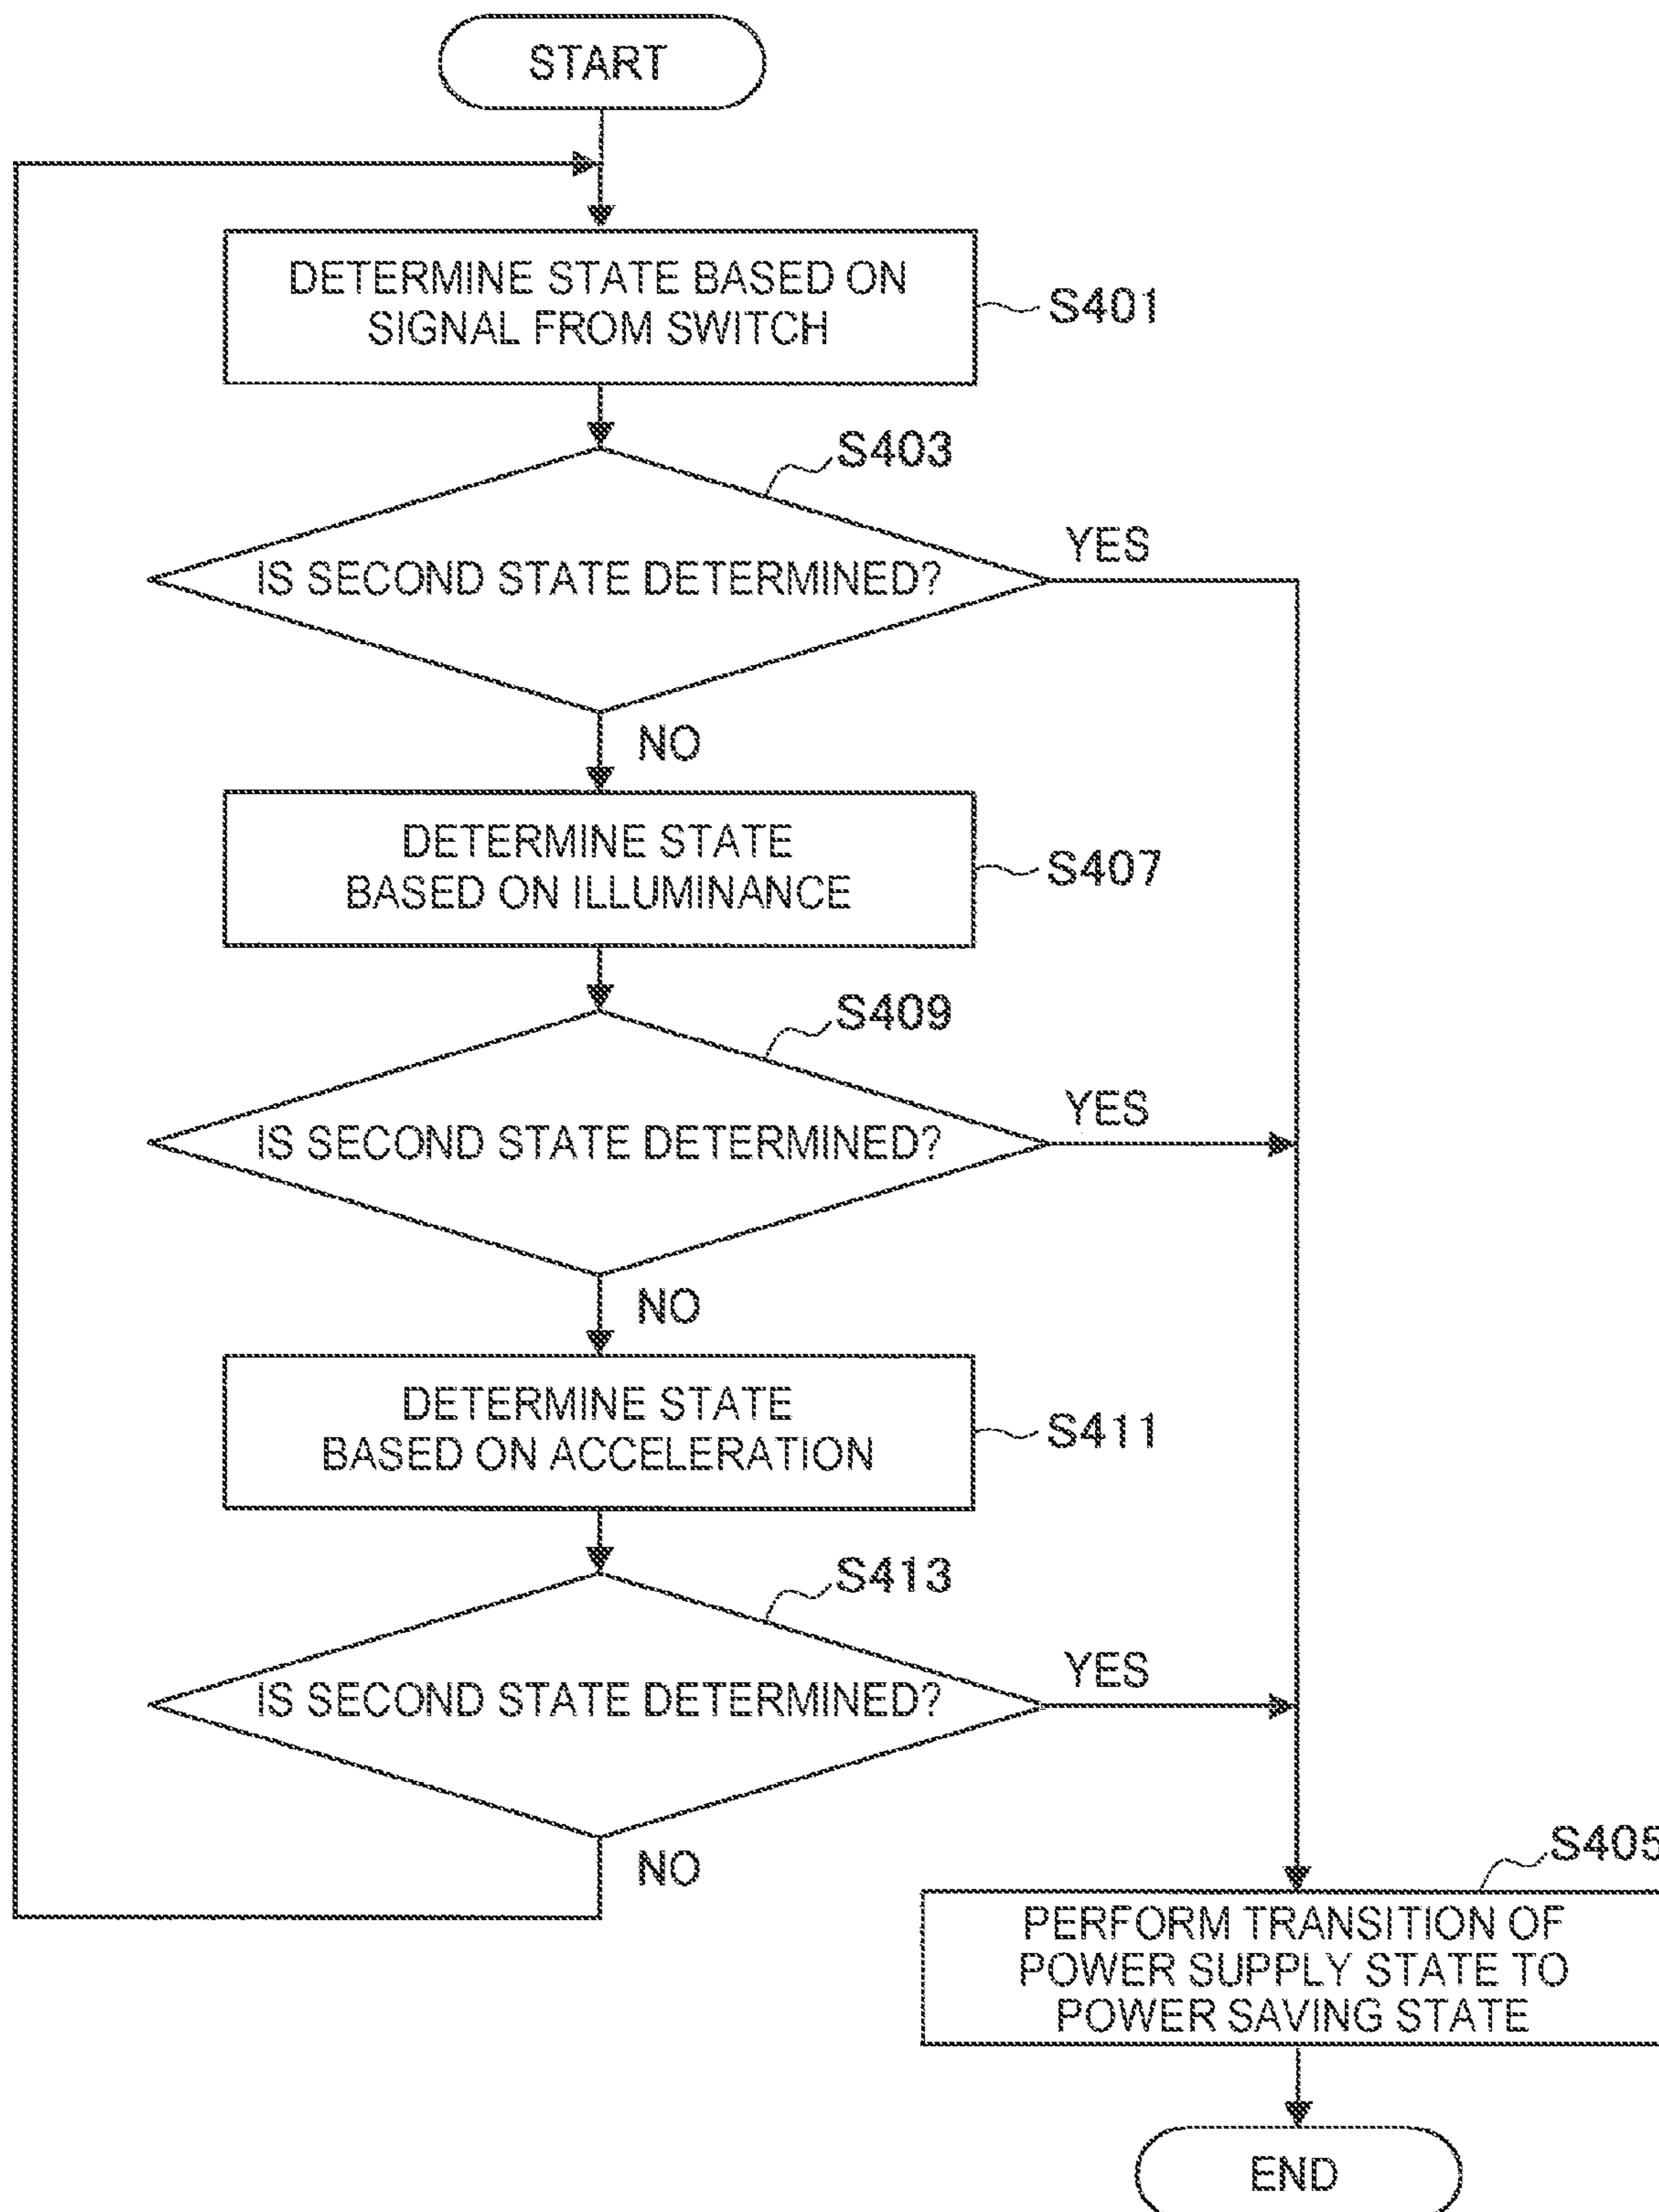 START
DETERMINE STATE BASED ON
SIGNAL FROM SWITCH
S401
S403
IS SECOND STATE DETERMINED?
YES
NO
DETERMINE STATE
BASED ON ILLUMINANCE
S407
S409
IS SECOND STATE DETERMINED?
YES
NO
DETERMINE STATE
BASED ON ACCELERATION
S411
S413
IS SECOND STATE DETERMINED?
YES
NO
S405
PERFORM TRANSITION OF
POWER SUPPLY STATE TO
POWER SAVING STATE
END